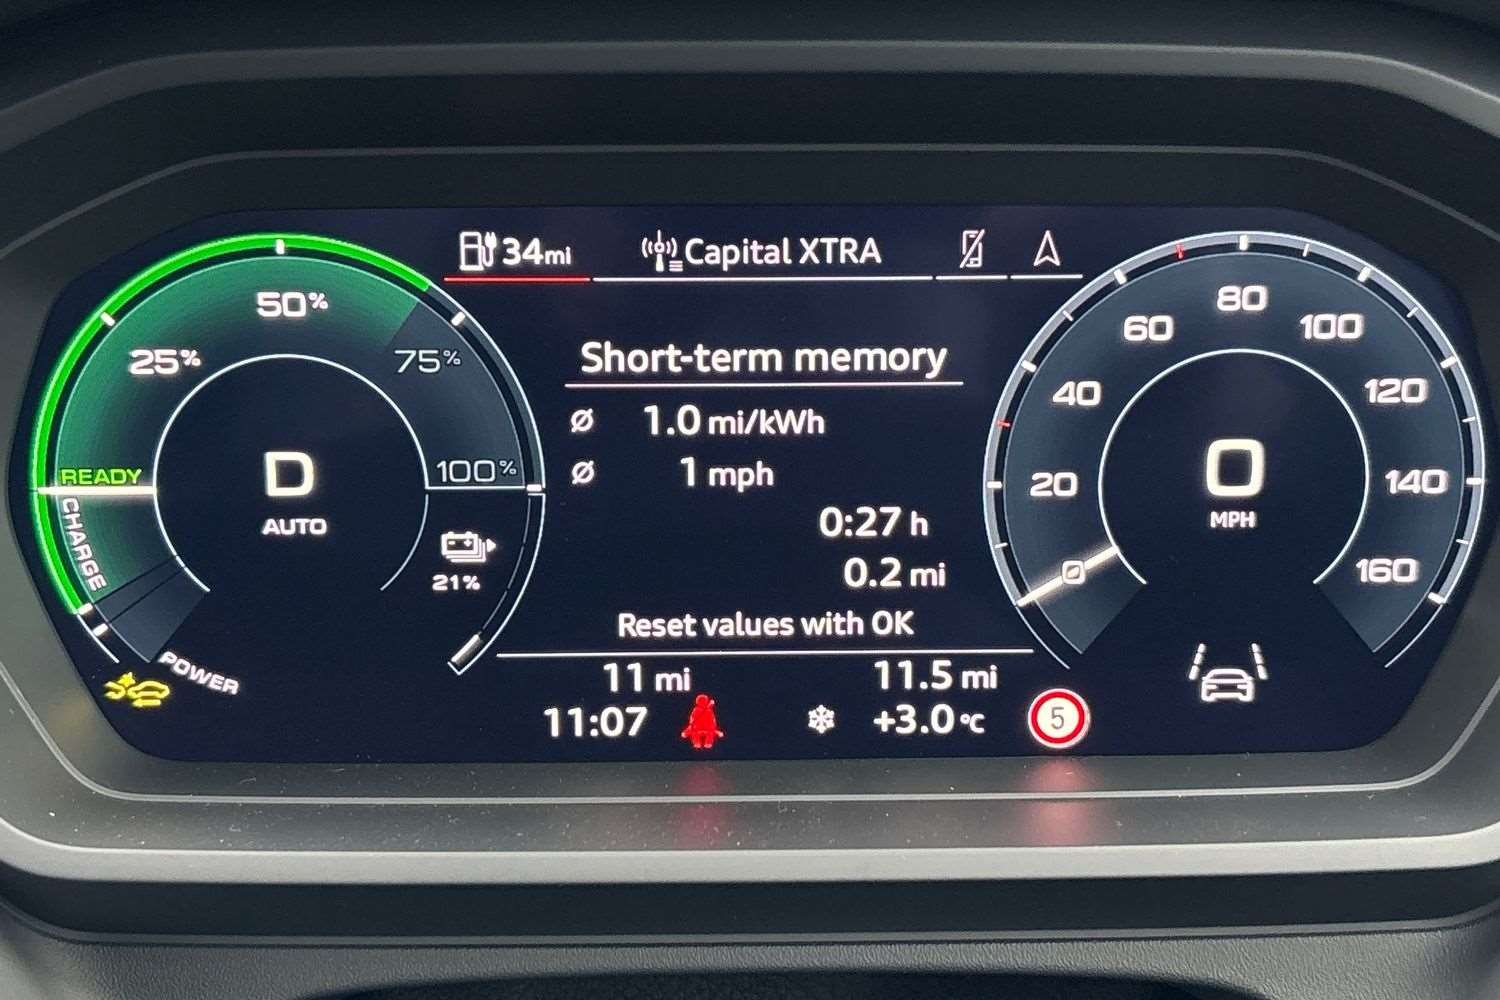 34mi
Capital XTRA
50%
25%
75%
100%
READY
CHARGE
POWER
D
AUTO
21%
Short-term memory
Ø 1.0 mi/kWh
Ø 1 mph
0:27 h
0.2 mi
Reset values with OK
11 mi 11.5 mi
11:07 +3.0°C
5
0
20
40
60
80
100
120
140
160
0
MPH